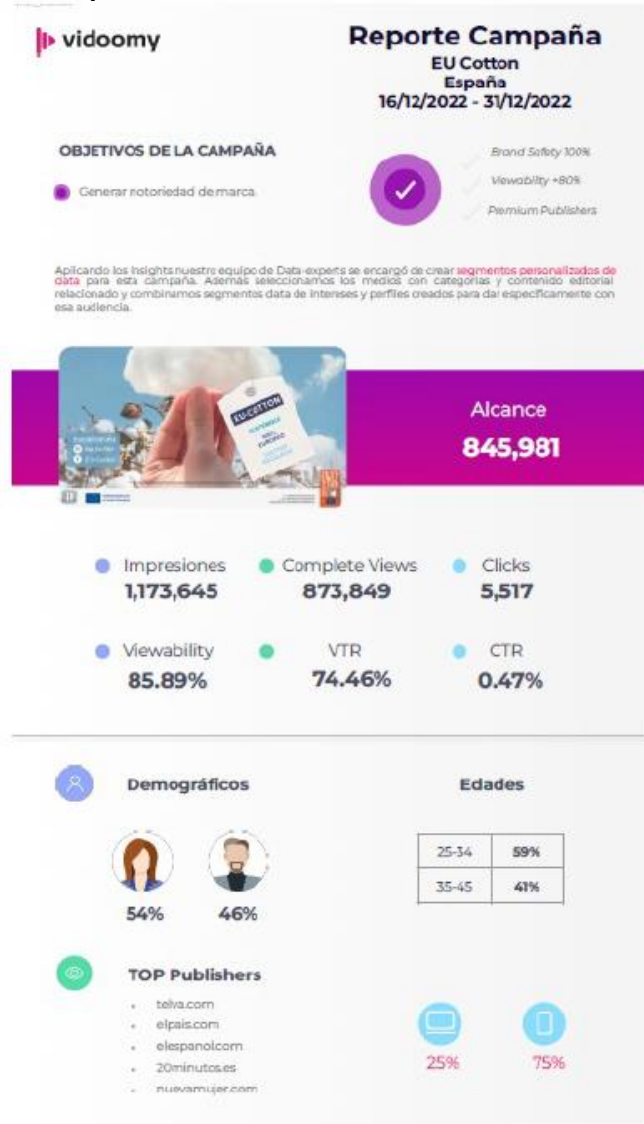 vidoomy
Reporte Campaña
EU Cotton
España
16/12/2022 - 31/12/2022
OBJETIVOS DE LA CAMPAÑA
Generar notoriedad de marca
Brand Safety 100%
Viewability +80%
Premium Publishers
Aplicando los Insights nuestro equipo de Data-experts se encargó de crear segmentos personalizados de
data para esta campaña. Además seleccionamos los medios con categorías y contenido editorial
relacionado y combinamos segmentos data de intereses y perfiles creados para dar específicamente con
esa audiencia.
EU-COTTON
Alcance
845,981
Impresiones
1,173,645
Complete Views
873,849
Clicks
5,517
Viewability
85.89%
VTR
74.46%
CTR
0.47%
Demográficos
54%
46%
Edades
25-34 59%
35-45 41%
TOP Publishers
telva.com
elpais.com
elespanol.com
20minutos.es
nuevamujer.com
25%
75%